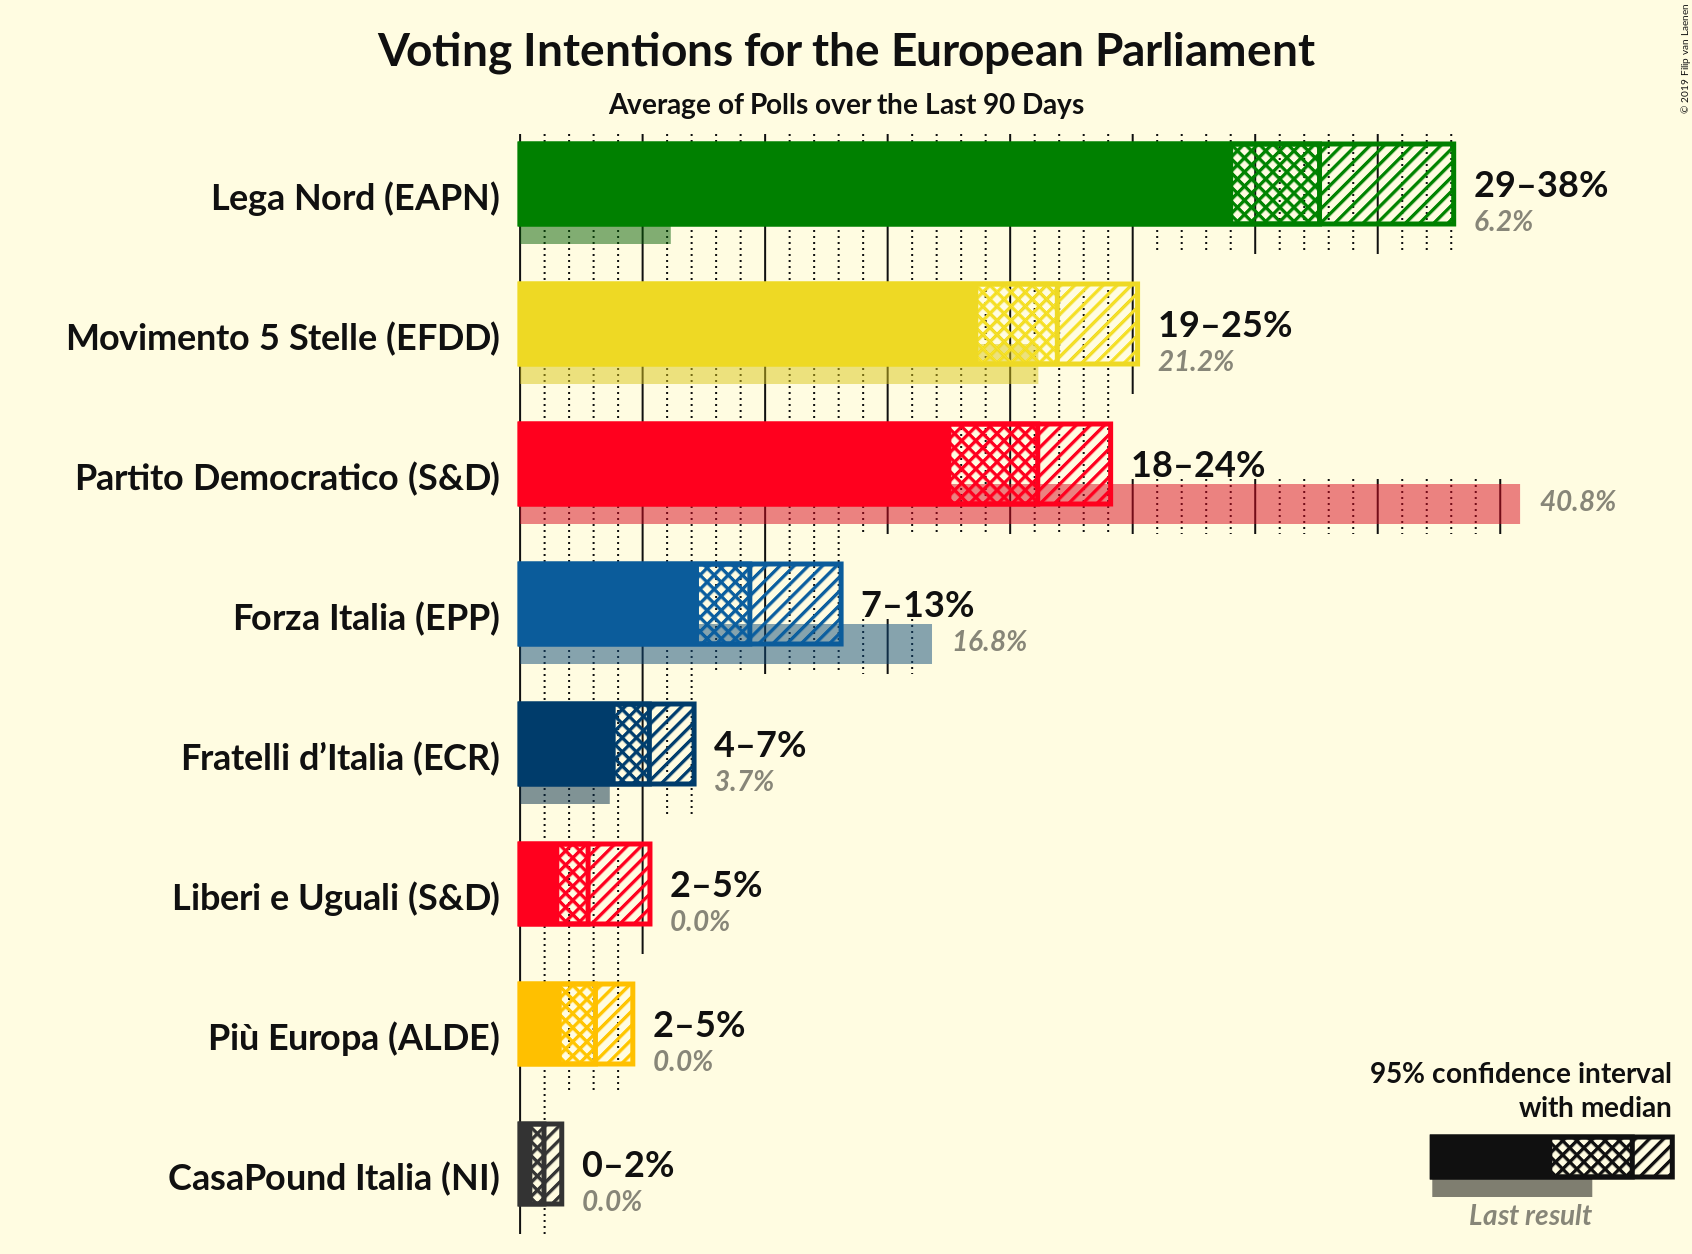 Voting Intentions for the European Parliament
Average of Polls over the Last 90 Days
© 2019 Filip van Laenen
Lega Nord (EAPN)
29–38%
6.2%
Movimento 5 Stelle (EFDD)
19–25%
21.2%
Partito Democratico (S&D)
18–24%
40.8%
Forza Italia (EPP)
7–13%
16.8%
Fratelli d’Italia (ECR)
4–7%
3.7%
Liberi e Uguali (S&D)
2–5%
0.0%
Più Europa (ALDE)
2–5%
0.0%
CasaPound Italia (NI)
0–2%
0.0%
95% confidence interval
with median
Last result